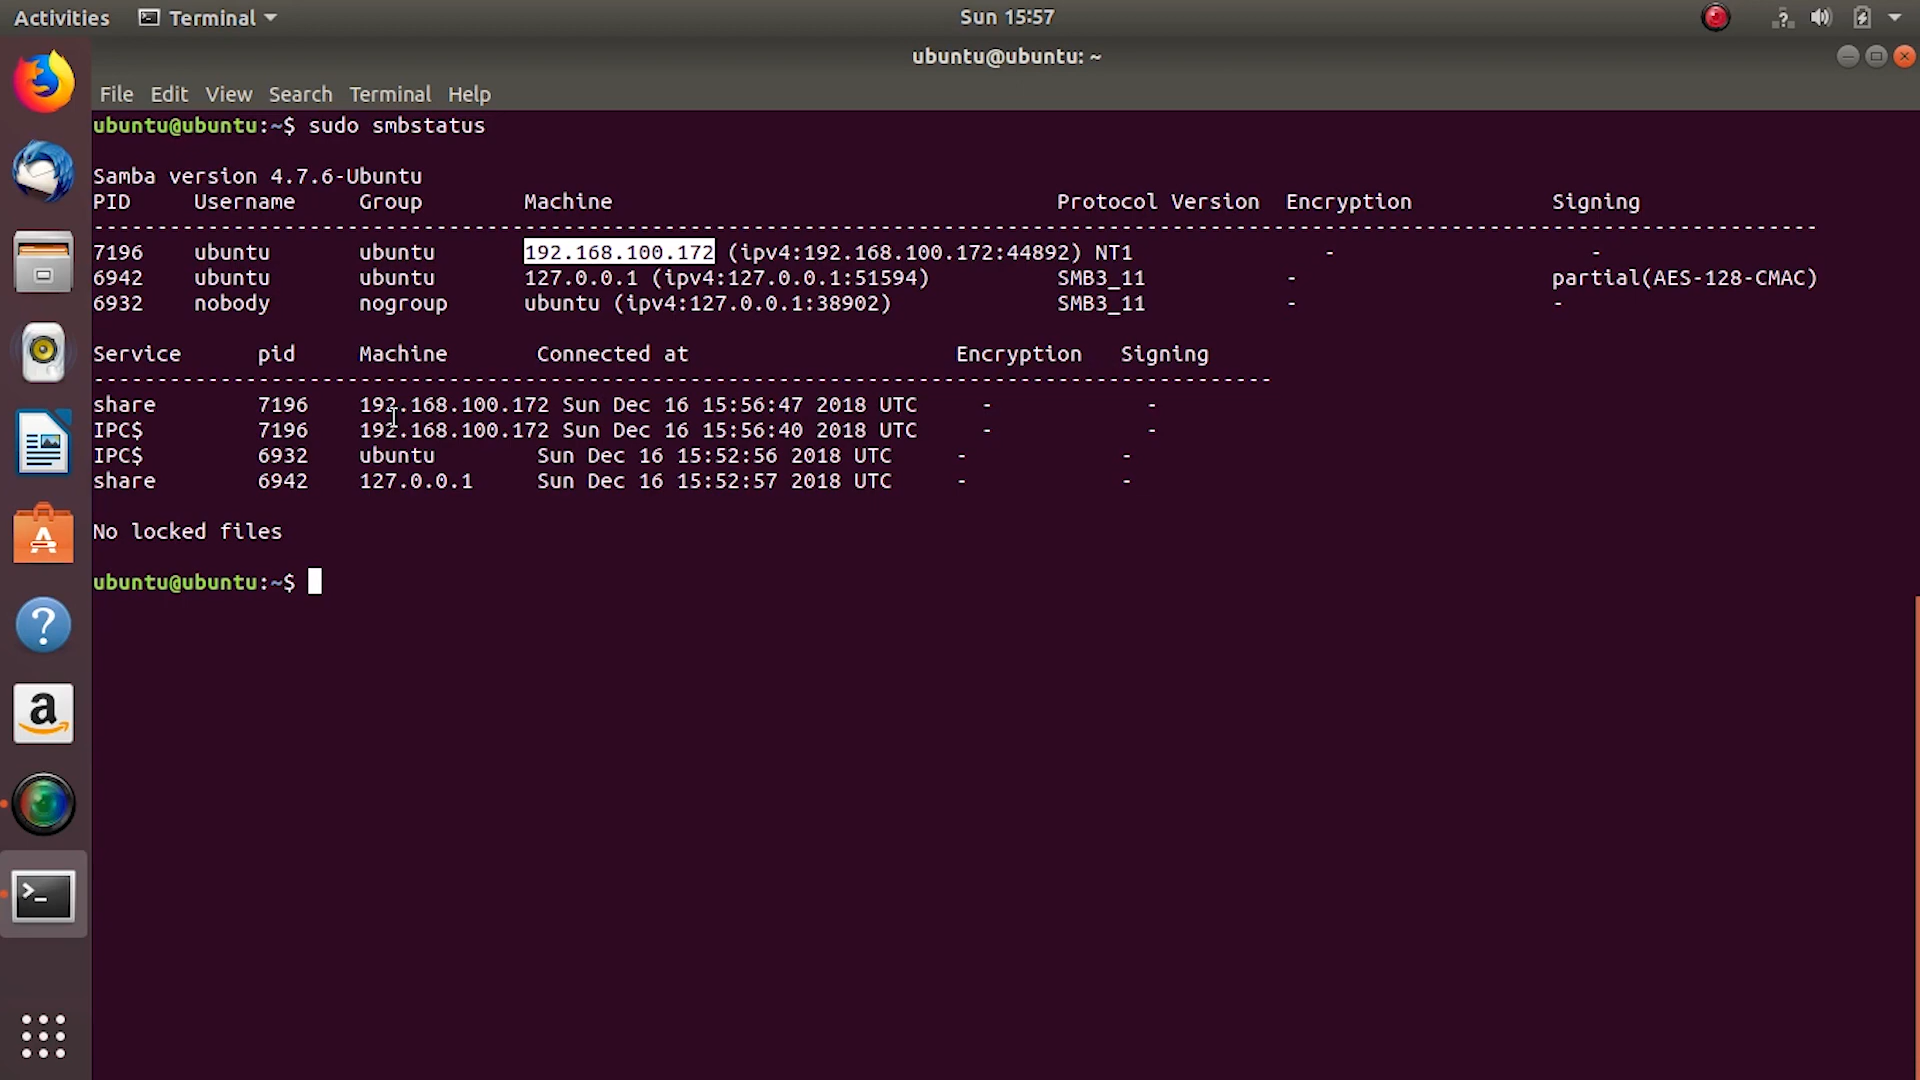 Activities Terminal Sun 15:57
ubuntu@ubuntu: ~
File Edit View Search Terminal Help
ubuntu@ubuntu:~$ sudo smbstatus
Samba version 4.7.6-Ubuntu
PID Username Group Machine Protocol Version Encryption Signing
----------------------------------------------------------------------------------------------------------------------------------------
7196 ubuntu ubuntu 192.168.100.172 (ipv4:192.168.100.172:44892) NT1 - -
6942 ubuntu ubuntu 127.0.0.1 (ipv4:127.0.0.1:51594) SMB3_11 - partial(AES-128-CMAC)
6932 nobody nogroup ubuntu (ipv4:127.0.0.1:38902) SMB3_11 - -
Service pid Machine Connected at Encryption Signing
---------------------------------------------------------------------------------------------
share 7196 192.168.100.172 Sun Dec 16 15:56:47 2018 UTC - -
IPC$ 7196 192.168.100.172 Sun Dec 16 15:56:40 2018 UTC - -
IPC$ 6932 ubuntu Sun Dec 16 15:52:56 2018 UTC - -
share 6942 127.0.0.1 Sun Dec 16 15:52:57 2018 UTC - -
No locked files
ubuntu@ubuntu:~$